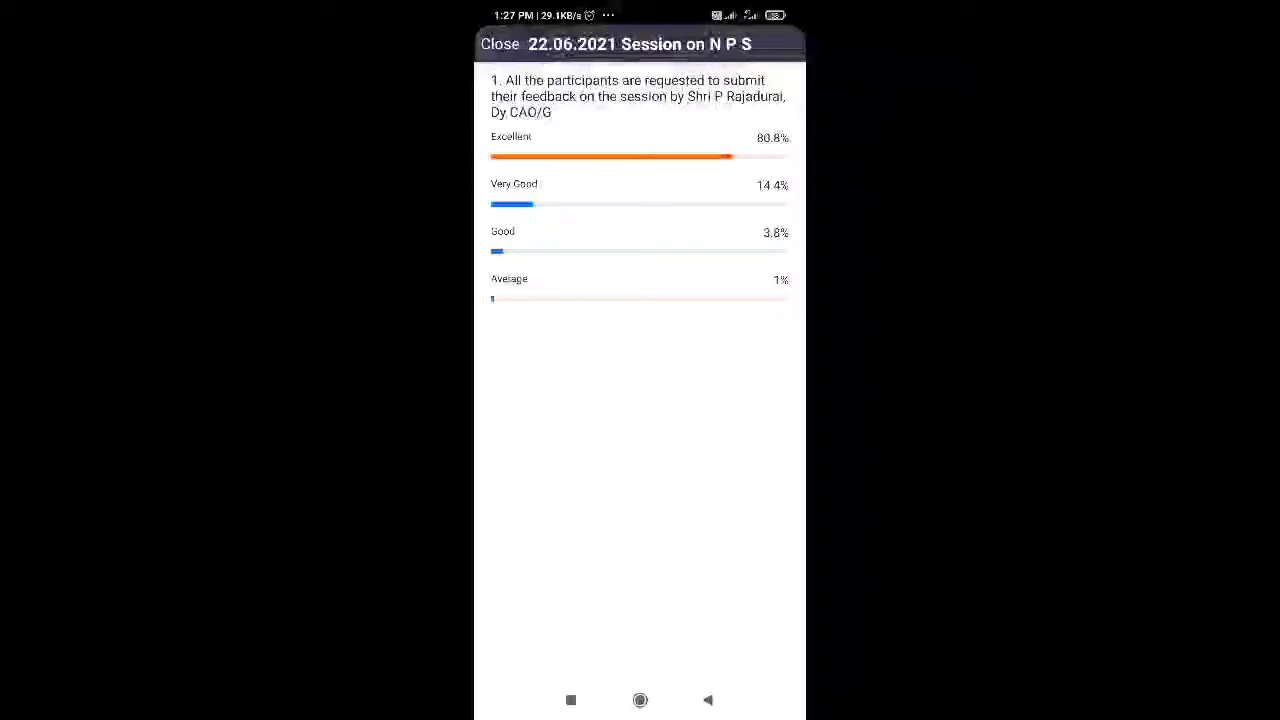 1:27 PM | 29.1KB/s
Close 22.06.2021 Session on N P S
1. All the participants are requested to submit
their feedback on the session by Shri P Rajadurai,
Dy CAO/G
Excellent 80.8%
Very Good 14.4%
Good 3.8%
Average 1%